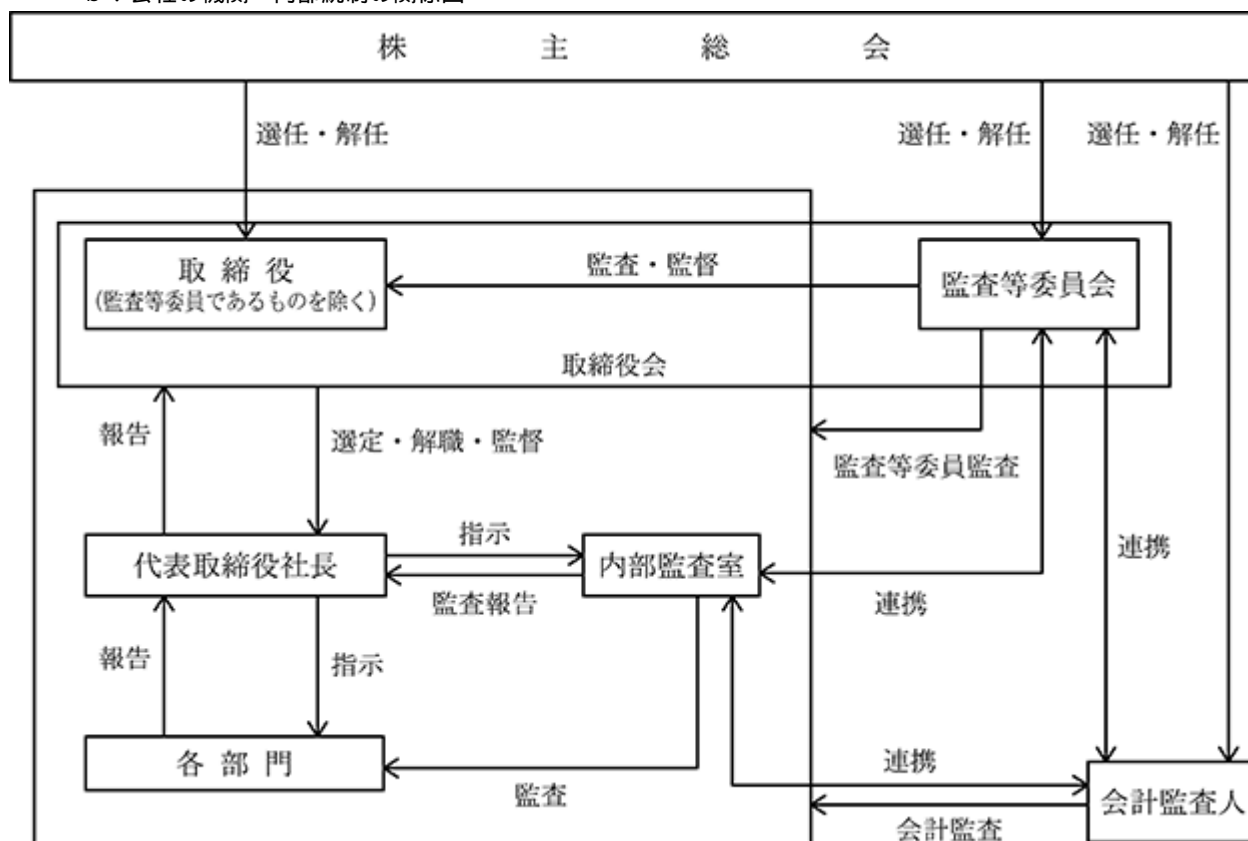 株主総会
選任・解任
選任・解任
選任・解任
取締役
(監査等委員であるものを除く)
監査・監督
監査等委員会
取締役会
報告
選定・解職・監督
監査等委員監査
代表取締役社長
指示
監査報告
内部監査室
連携
連携
報告
指示
各部門
監査
連携
会計監査
会計監査人